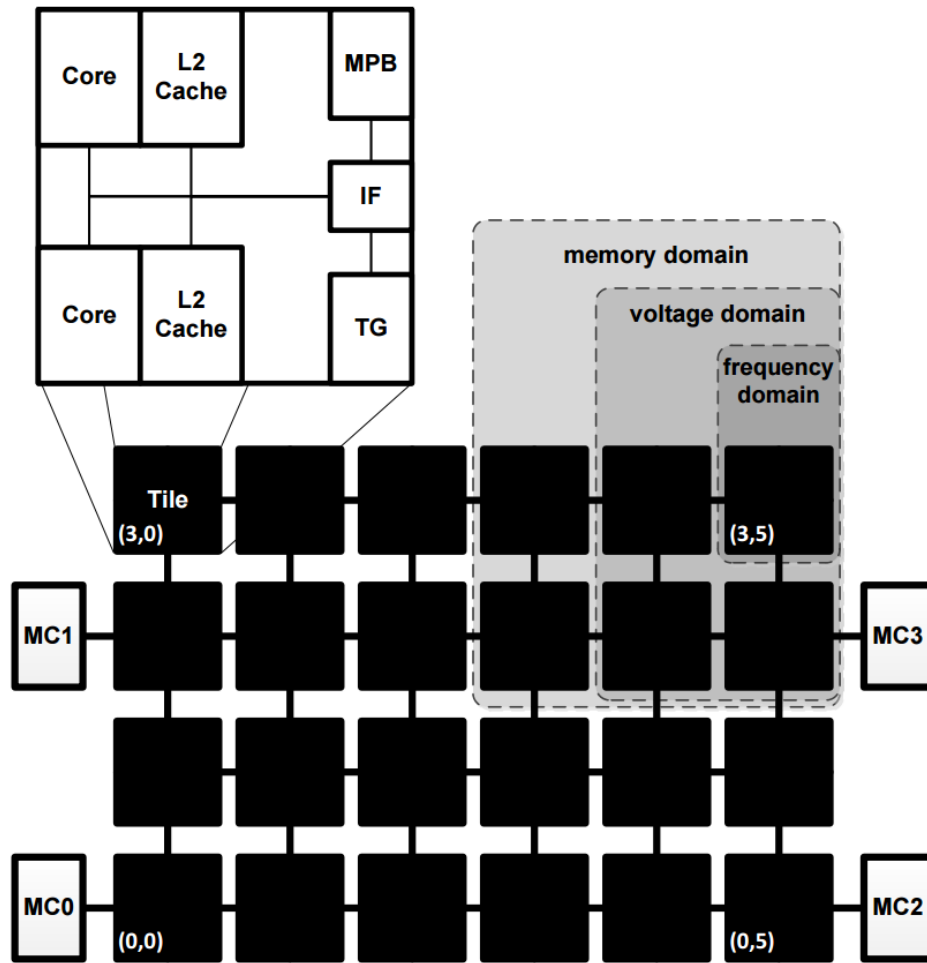 Core
L2
Cache
MPB
IF
Core
L2
Cache
TG
memory domain
voltage domain
frequency
domain
Tile
(3,0)
(3,5)
MC1
MC3
MC0
MC2
(0,0)
(0,5)